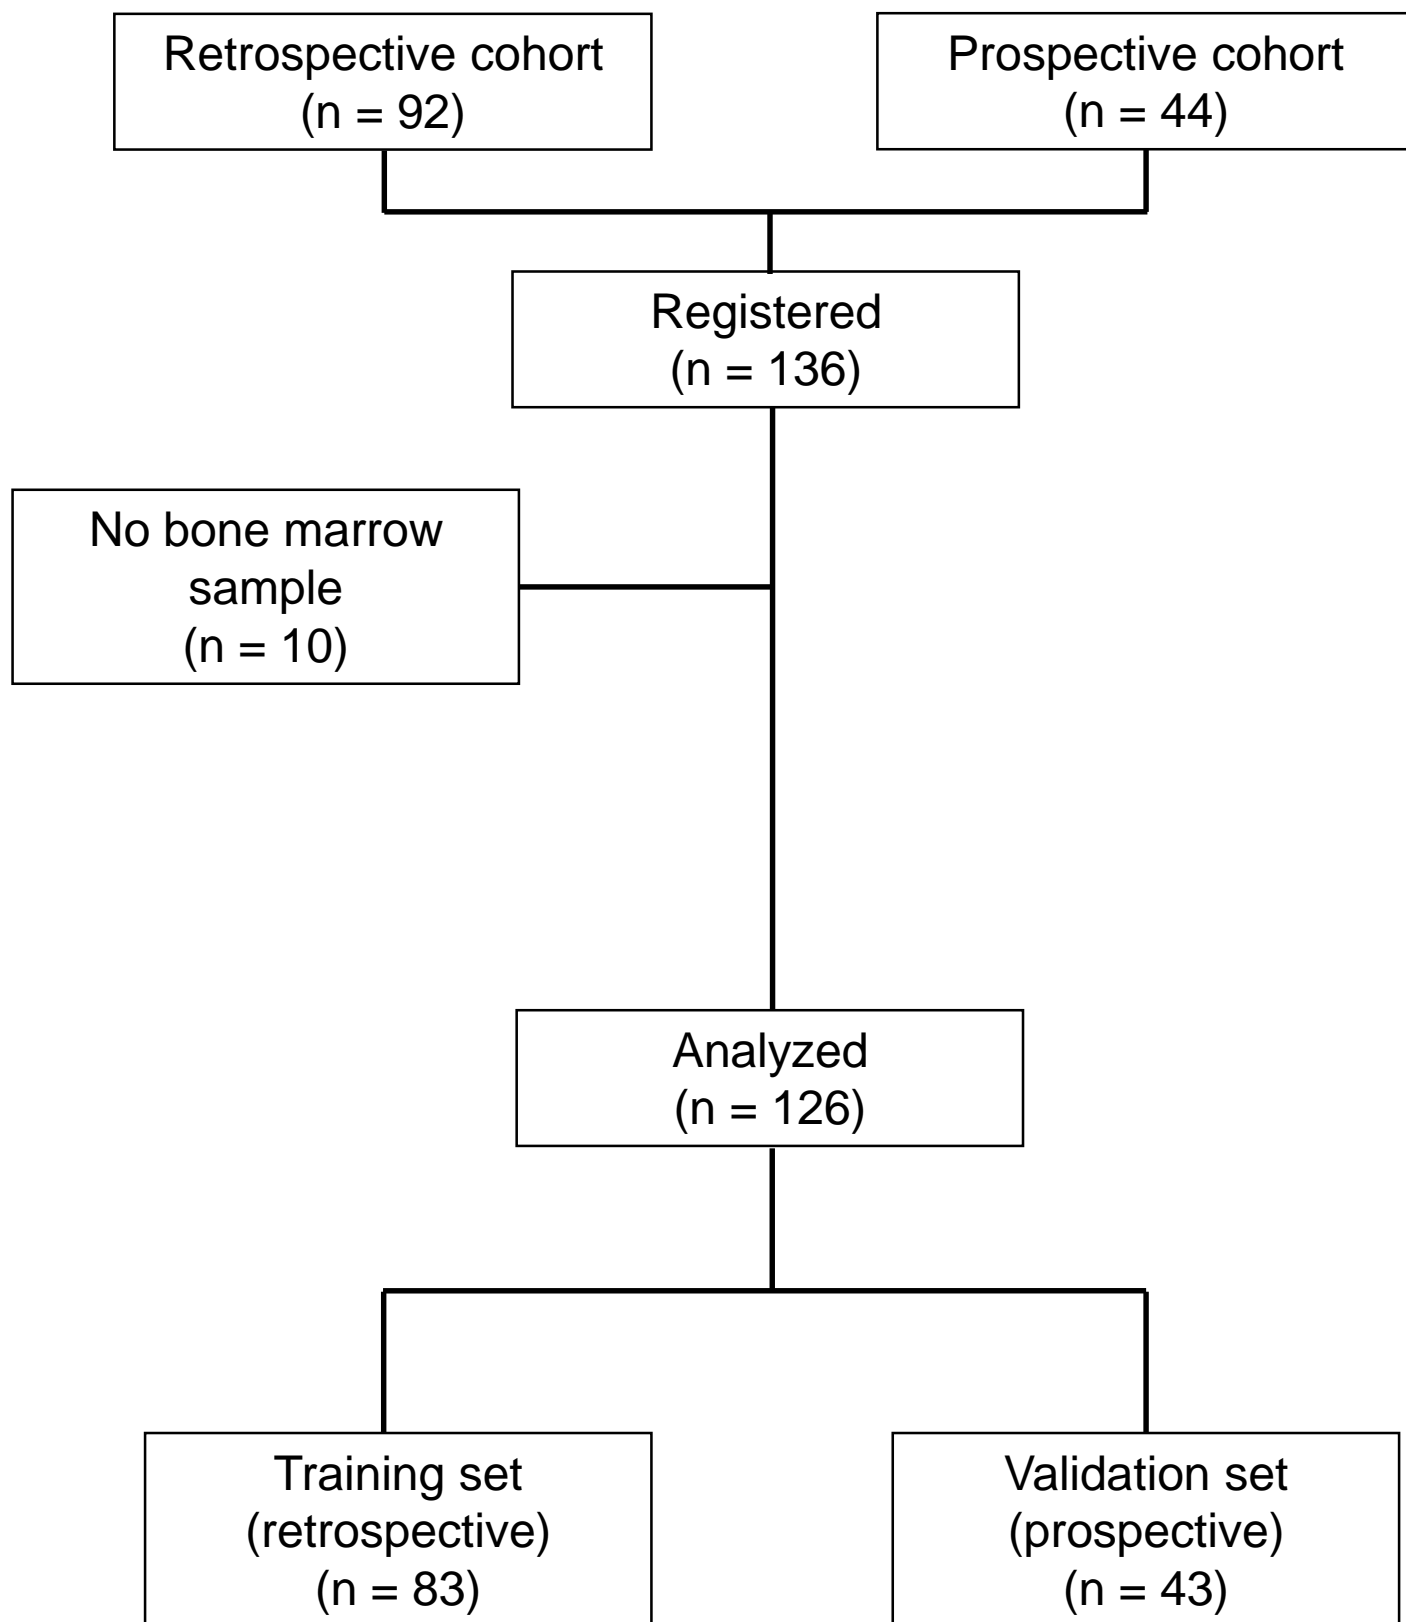 Retrospective cohort
(n = 92)
Prospective cohort
(n = 44)
Registered
(n = 136)
No bone marrow
sample
(n = 10)
Analyzed
(n = 126)
Training set
(retrospective)
(n = 83)
Validation set
(prospective)
(n = 43)